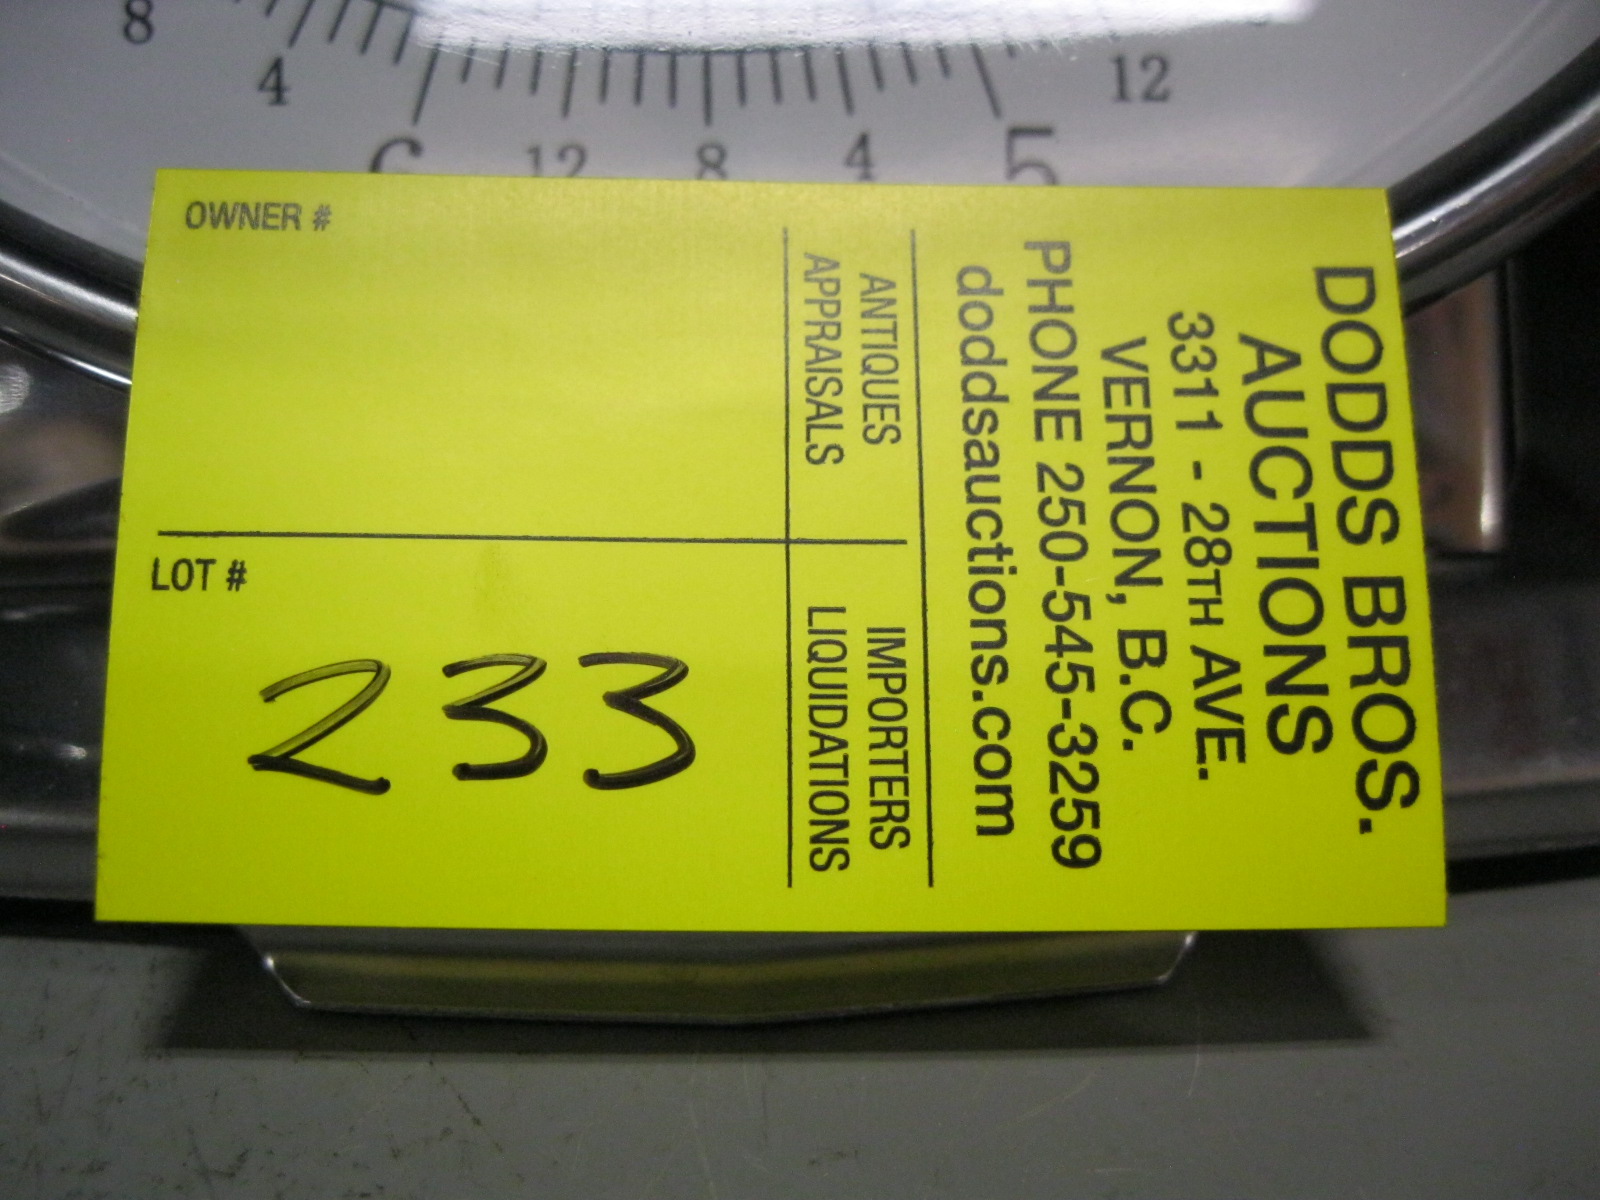 8
4
12
12
8
4
5
OWNER #
LOT #
233
DODDS BROS.
AUCTIONS
3311 - 28TH AVE.
VERNON, B.C.
PHONE 250-545-3259
doddsauctions.com
ANTIQUES
APPRAISALS
IMPORTERS
LIQUIDATIONS